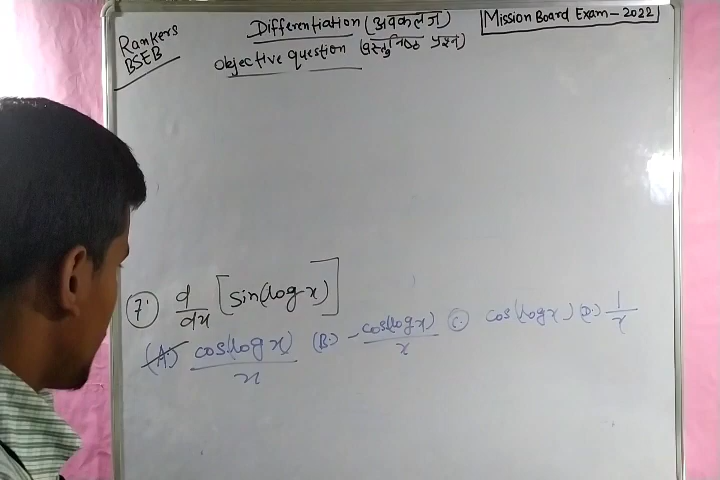 Rankers
BSEB
Differentiation (अवकलज)
Mission Board Exam - 2022
objective question (वस्तुनिष्ठ प्रश्न)
7. d/dx [sin(log x)]
(A.) cos(log x)/x (B.) - cos(log x)/x (C.) cos(log x) (D.) 1/x